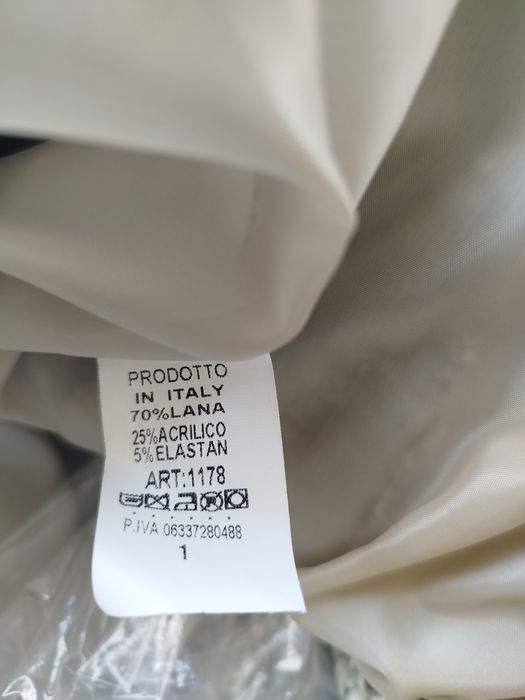 PRODOTTO
IN ITALY
70%LANA
25%ACRILICO
5%ELASTAN
ART:1178
P.IVA 06337280488
1